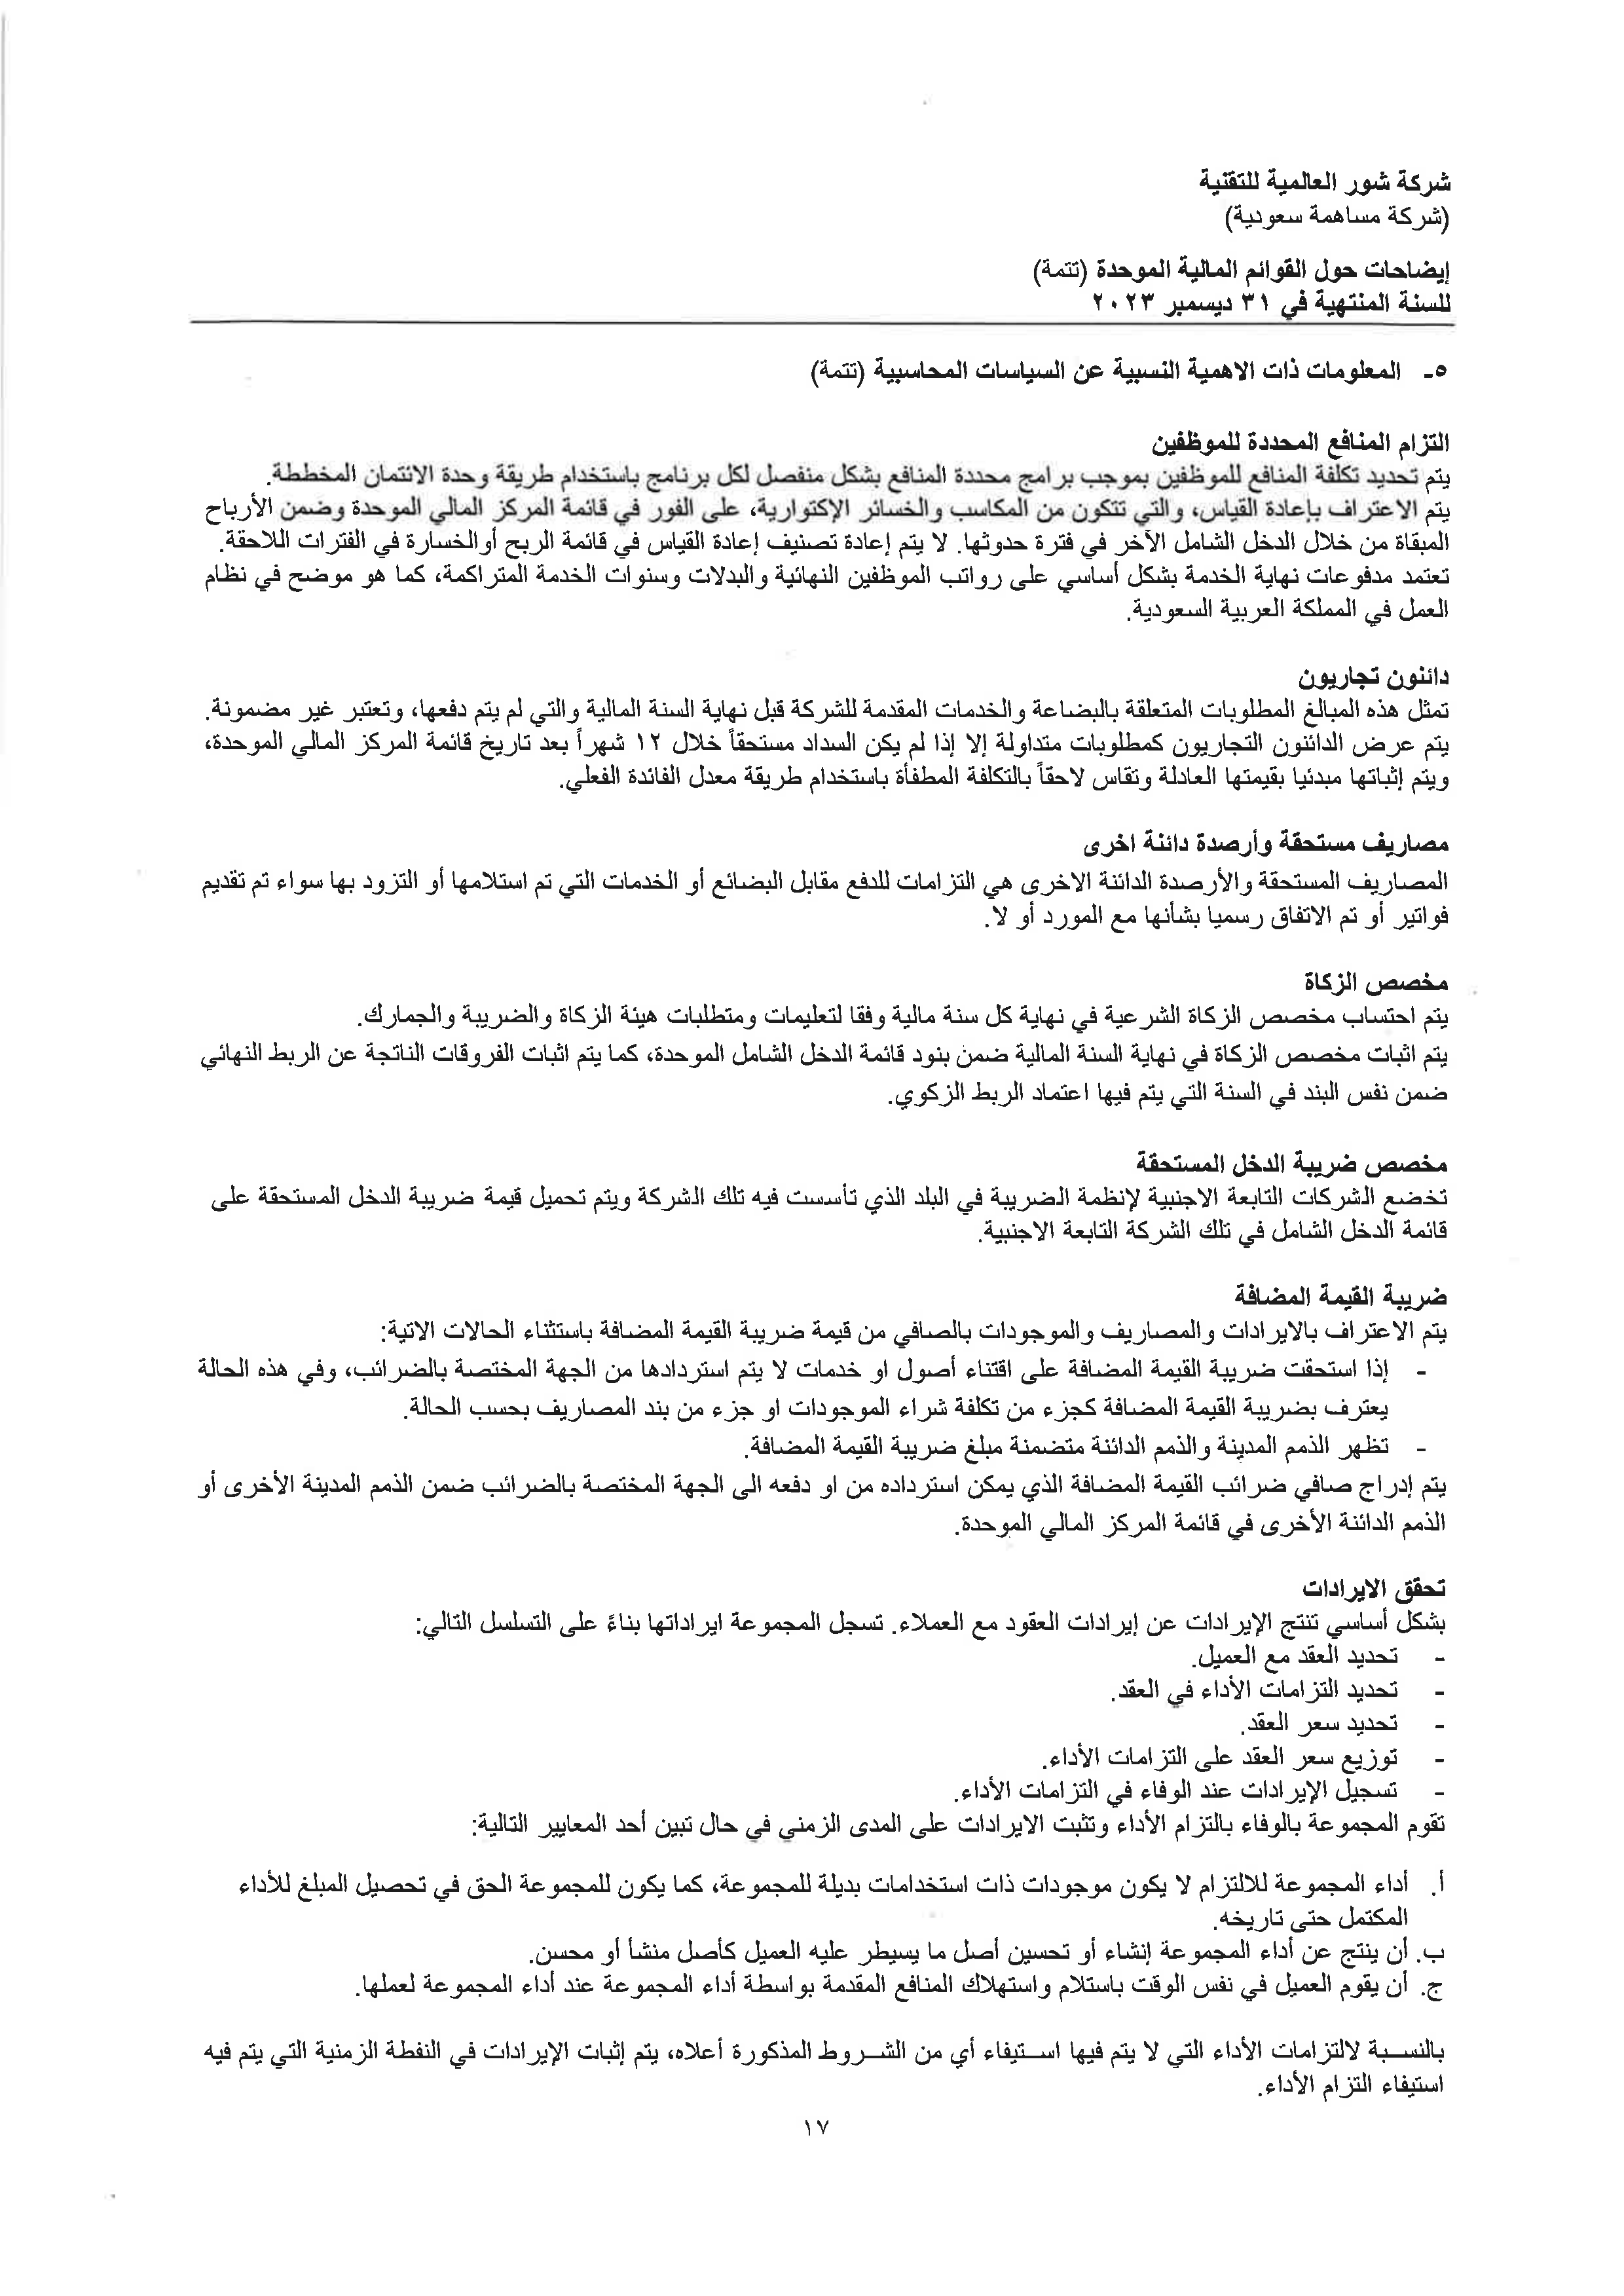 شركة شور العالمية للتقنية
(شركة مساهمة سعودية)
إيضاحات حول القوائم المالية الموحدة (تتمة)
للسنة المنتهية في ٣١ ديسمبر ٢٠٢٣
٥- المعلومات ذات الاهمية النسبية عن السياسات المحاسبية (تتمة)
التزام المنافع المحددة للموظفين
يتم تحديد تكلفة المنافع للموظفين بموجب برامج محددة المنافع بشكل منفصل لكل برنامج باستخدام طريقة وحدة الائتمان المخططة.
يتم الاعتراف بإعادة القياس، والتي تتكون من المكاسب والخسائر الإكتوارية، على الفور في قائمة المركز المالي الموحدة وضمن الأرباح
المبقاة من خلال الدخل الشامل الآخر في فترة حدوثها. لا يتم إعادة تصنيف إعادة القياس في قائمة الربح أوالخسارة في الفترات اللاحقة.
تعتمد مدفوعات نهاية الخدمة بشكل أساسي على رواتب الموظفين النهائية والبدلات وسنوات الخدمة المتراكمة، كما هو موضح في نظام
العمل في المملكة العربية السعودية.
دائنون تجاريون
تمثل هذه المبالغ المطلوبات المتعلقة بالبضاعة والخدمات المقدمة للشركة قبل نهاية السنة المالية والتي لم يتم دفعها، وتعتبر غير مضمونة.
يتم عرض الدائنون التجاريون كمطلوبات متداولة إلا إذا لم يكن السداد مستحقاً خلال ١٢ شهراً بعد تاريخ قائمة المركز المالي الموحدة،
ويتم إثباتها مبدئيا بقيمتها العادلة وتقاس لاحقاً بالتكلفة المطفأة باستخدام طريقة معدل الفائدة الفعلي.
مصاريف مستحقة وأرصدة دائنة اخرى
المصاريف المستحقة والأرصدة الدائنة الاخرى هي التزامات للدفع مقابل البضائع أو الخدمات التي تم استلامها أو التزود بها سواء تم تقديم
فواتير أو تم الاتفاق رسميا بشأنها مع المورد أو لا.
مخصص الزكاة
يتم احتساب مخصص الزكاة الشرعية في نهاية كل سنة مالية وفقا لتعليمات ومتطلبات هيئة الزكاة والضريبة والجمارك.
يتم اثبات مخصص الزكاة في نهاية السنة المالية ضمن بنود قائمة الدخل الشامل الموحدة، كما يتم اثبات الفروقات الناتجة عن الربط النهائي
ضمن نفس البند في السنة التي يتم فيها اعتماد الربط الزكوي.
مخصص ضريبة الدخل المستحقة
تخضع الشركات التابعة الاجنبية لإنظمة الضريبة في البلد الذي تأسست فيه تلك الشركة ويتم تحميل قيمة ضريبة الدخل المستحقة على
قائمة الدخل الشامل في تلك الشركة التابعة الاجنبية.
ضريبة القيمة المضافة
يتم الاعتراف بالايرادات والمصاريف والموجودات بالصافي من قيمة ضريبة القيمة المضافة باستثناء الحالات الاتية:
- إذا استحقت ضريبة القيمة المضافة على اقتناء أصول او خدمات لا يتم استردادها من الجهة المختصة بالضرائب، وفي هذه الحالة
يعترف بضريبة القيمة المضافة كجزء من تكلفة شراء الموجودات او جزء من بند المصاريف بحسب الحالة.
- تظهر الذمم المدينة والذمم الدائنة متضمنة مبلغ ضريبة القيمة المضافة.
يتم إدراج صافي ضرائب القيمة المضافة الذي يمكن استرداده من او دفعه الى الجهة المختصة بالضرائب ضمن الذمم المدينة الأخرى أو
الذمم الدائنة الأخرى في قائمة المركز المالي الموحدة.
تحقق الايرادات
بشكل أساسي تنتج الإيرادات عن إيرادات العقود مع العملاء. تسجل المجموعة ايراداتها بناءً على التسلسل التالي:
- تحديد العقد مع العميل.
- تحديد التزامات الأداء في العقد.
- تحديد سعر العقد.
- توزيع سعر العقد على التزامات الأداء.
- تسجيل الإيرادات عند الوفاء في التزامات الأداء.
تقوم المجموعة بالوفاء بالتزام الأداء وتثبت الايرادات على المدى الزمني في حال تبين أحد المعايير التالية:
أ. أداء المجموعة للالتزام لا يكون موجودات ذات استخدامات بديلة للمجموعة، كما يكون للمجموعة الحق في تحصيل المبلغ للأداء
المكتمل حتى تاريخه.
ب. أن ينتج عن أداء المجموعة إنشاء أو تحسين أصل ما يسيطر عليه العميل كأصل منشأ أو محسن.
ج. أن يقوم العميل في نفس الوقت باستلام واستهلاك المنافع المقدمة بواسطة أداء المجموعة عند أداء المجموعة لعملها.
بالنســبة لالتزامات الأداء التي لا يتم فيها اســتيفاء أي من الشــروط المذكورة أعلاه، يتم إثبات الإيرادات في النفطة الزمنية التي يتم فيه
استيفاء التزام الأداء.
١٧